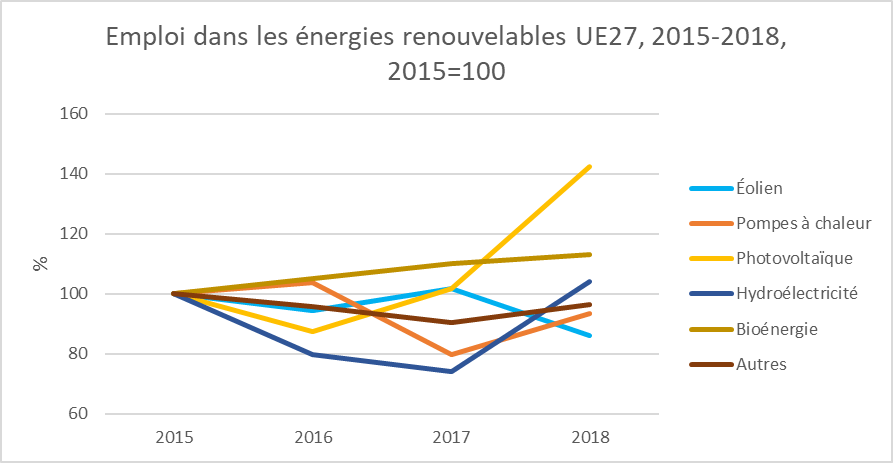 Emploi dans les énergies renouvelables UE27, 2015-2018,
2015=100
160
140
120
100
80
60
%
2015 2016 2017 2018
Éolien
Pompes à chaleur
Photovoltaïque
Hydroélectricité
Bioénergie
Autres